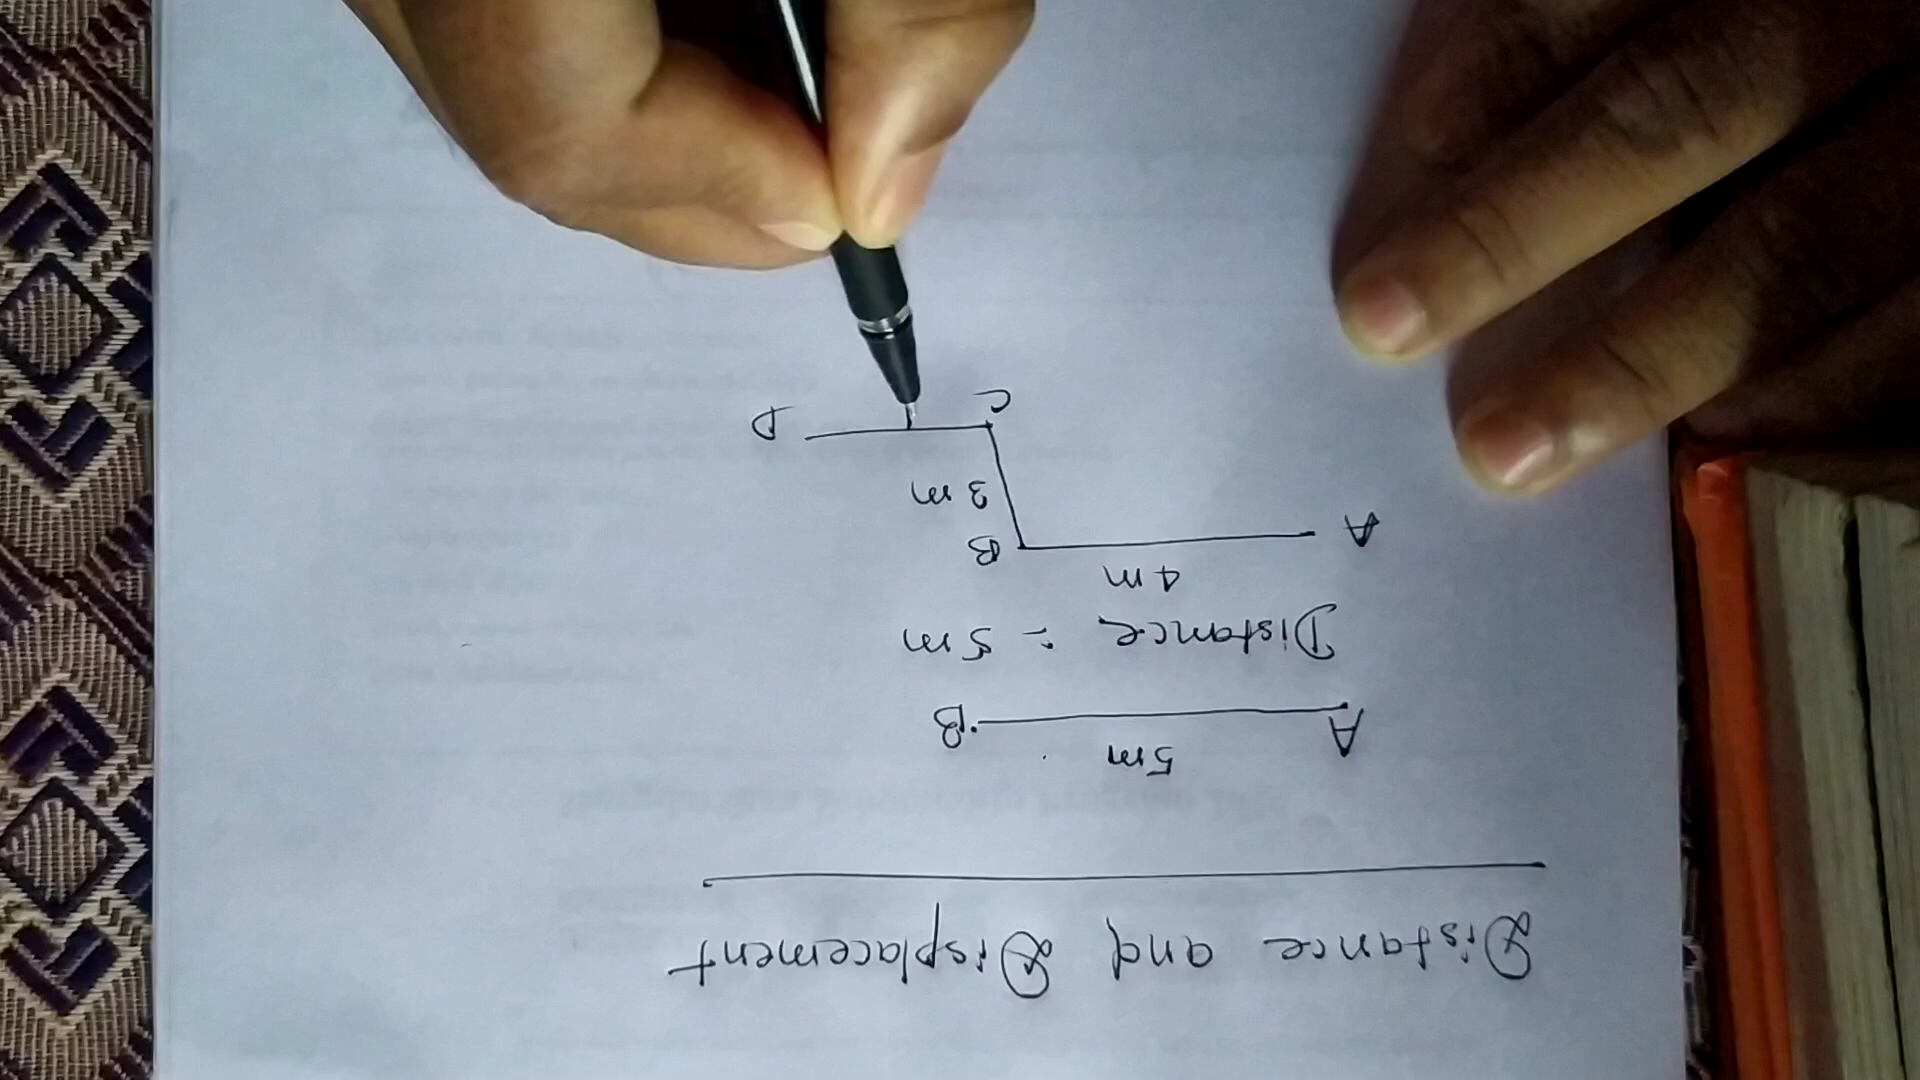 Distance and Displacement
5m
A B
Distance = 5m
4m
A B
3m
C D